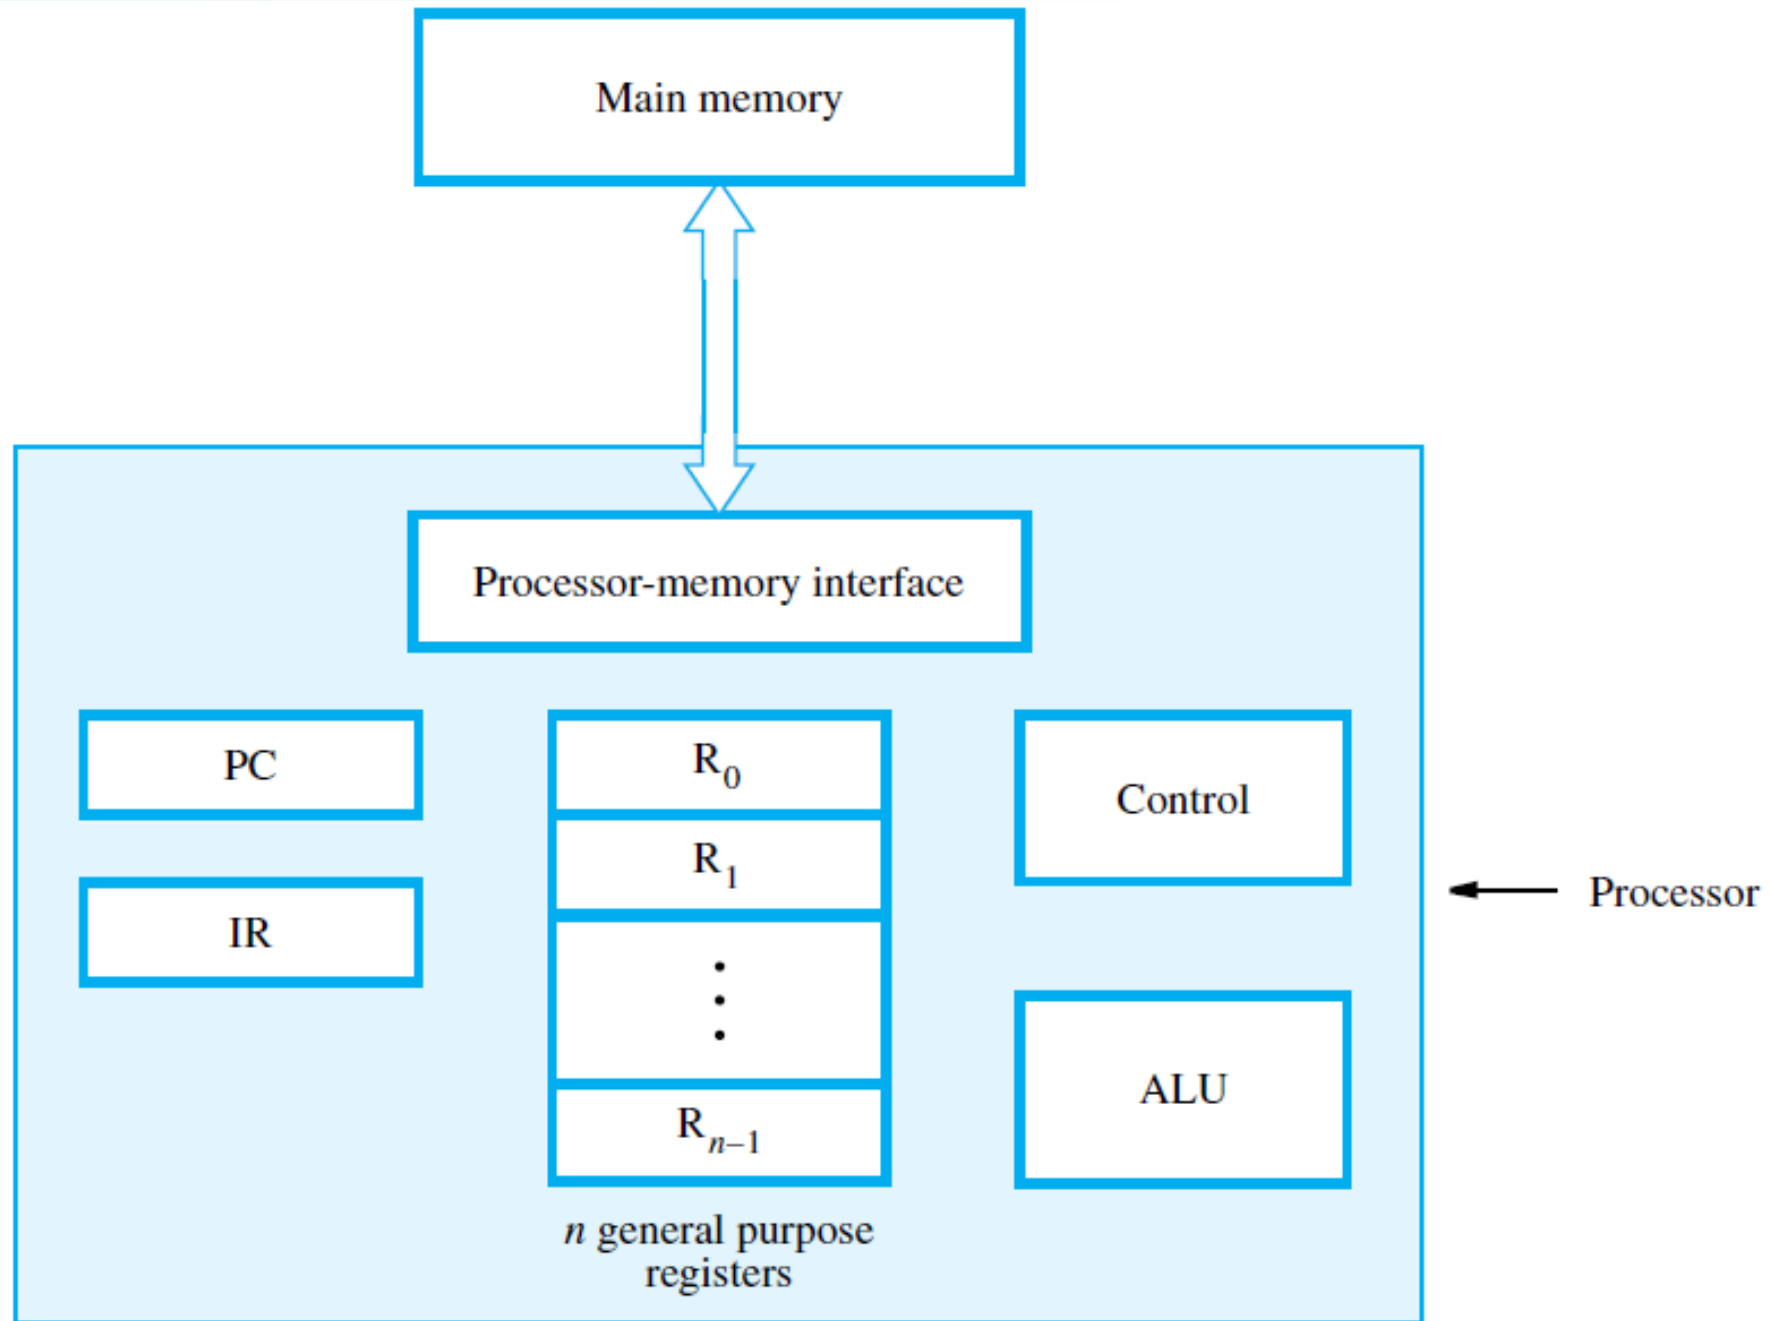 Main memory
Processor-memory interface
PC
R0
Control
R1
Processor
IR
ALU
Rn–1
n general purpose
registers